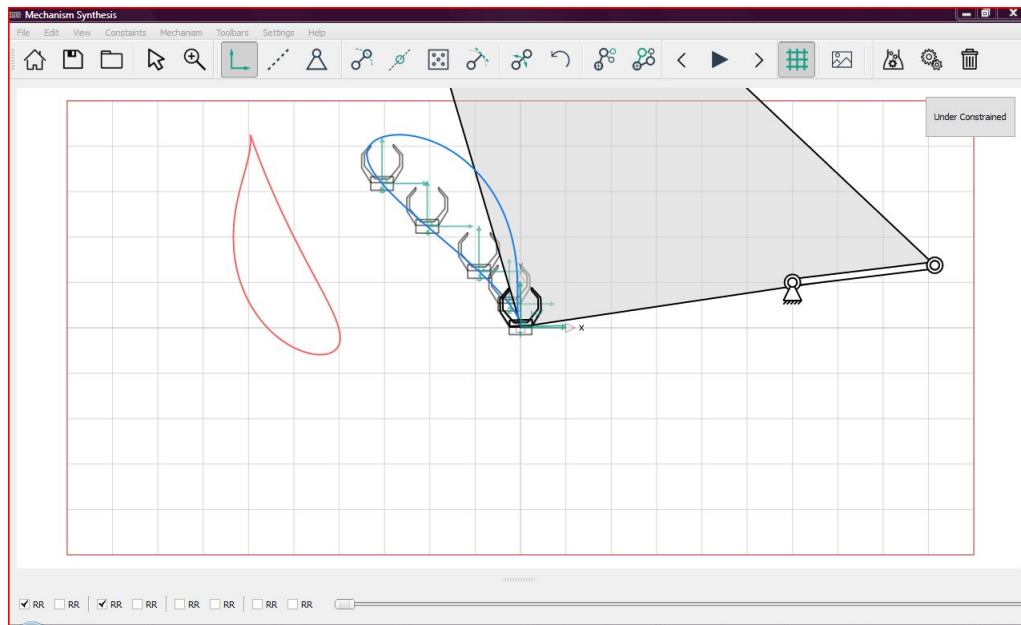 Mechanism Synthesis
File Edit View Constaints Mechanism Toolbars Settings Help
Under Constrained
Y
X
RR RR RR RR RR RR RR RR